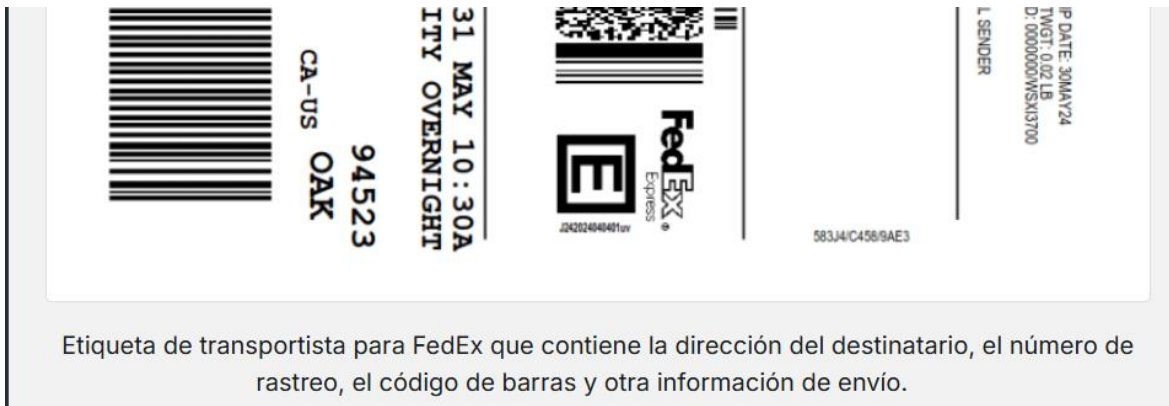 31 MAY 10:30A
ITY OVERNIGHT
94523
CA-US OAK
FedEx®
Express
E
J242024040401uv
IP DATE: 30MAY24
TWGT: 0.02 LB
D: 0000000/WSXI3700
L SENDER
583J4/C458/9AE3
Etiqueta de transportista para FedEx que contiene la dirección del destinatario, el número de
rastreo, el código de barras y otra información de envío.